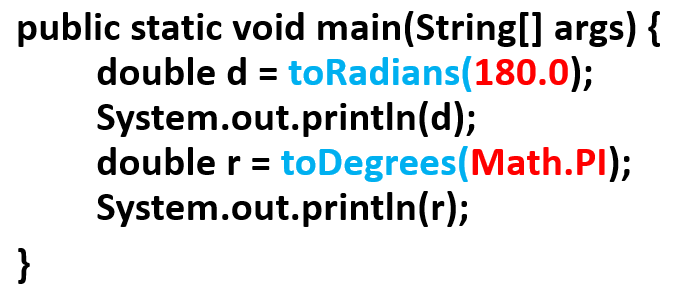 public static void main(String[] args) {
double d = toRadians(180.0);
System.out.println(d);
double r = toDegrees(Math.PI);
System.out.println(r);
}